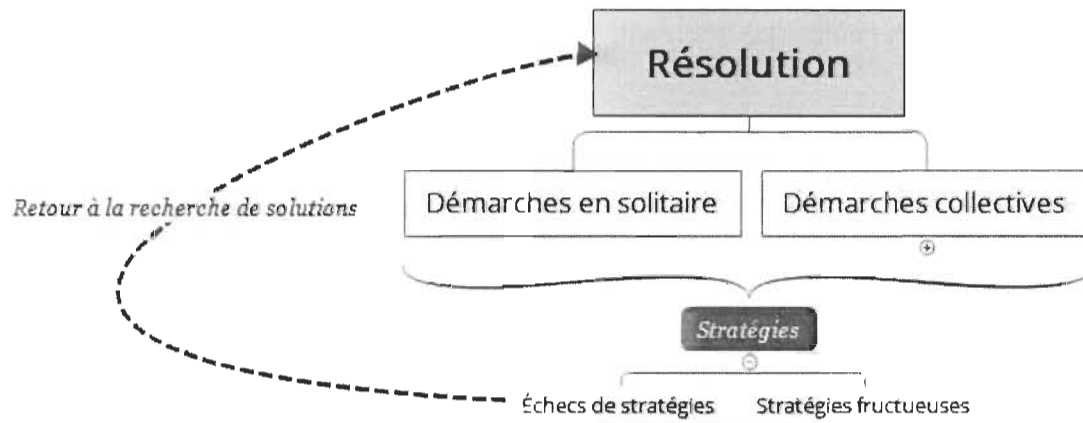 Résolution
Retour à la recherche de solutions
Démarches en solitaire
Démarches collectives
Stratégies
Échecs de stratégies
Stratégies fructueuses